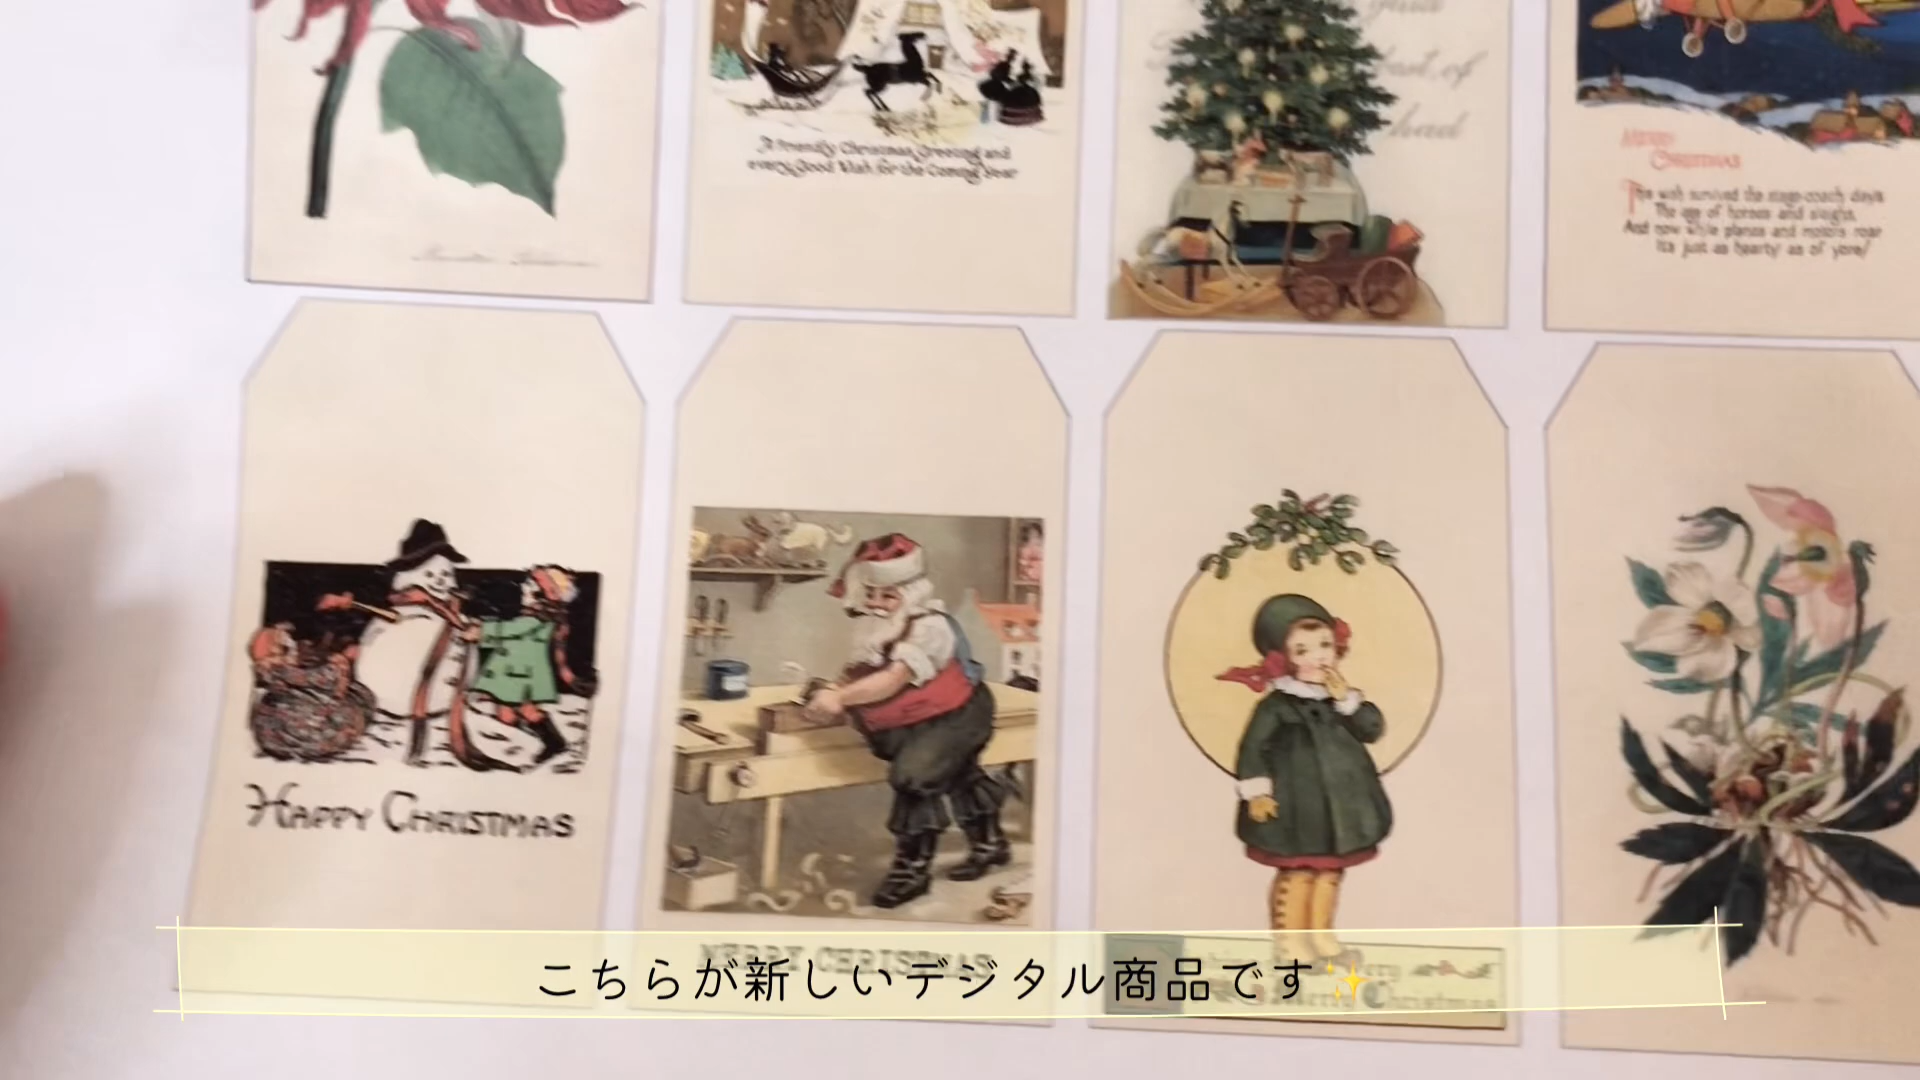 A Friendly Christmas Greeting and
every Good Wish for the Coming Year
MERRY
CHRISTMAS
The wish survived the stage-coach days
The age of horses and sleighs,
And now while planes and motors roar
It's just as hearty as of yore!
HAPPY CHRISTMAS
MERRY CHRISTMAS
Merry Christmas
こちらが新しいデジタル商品です✨